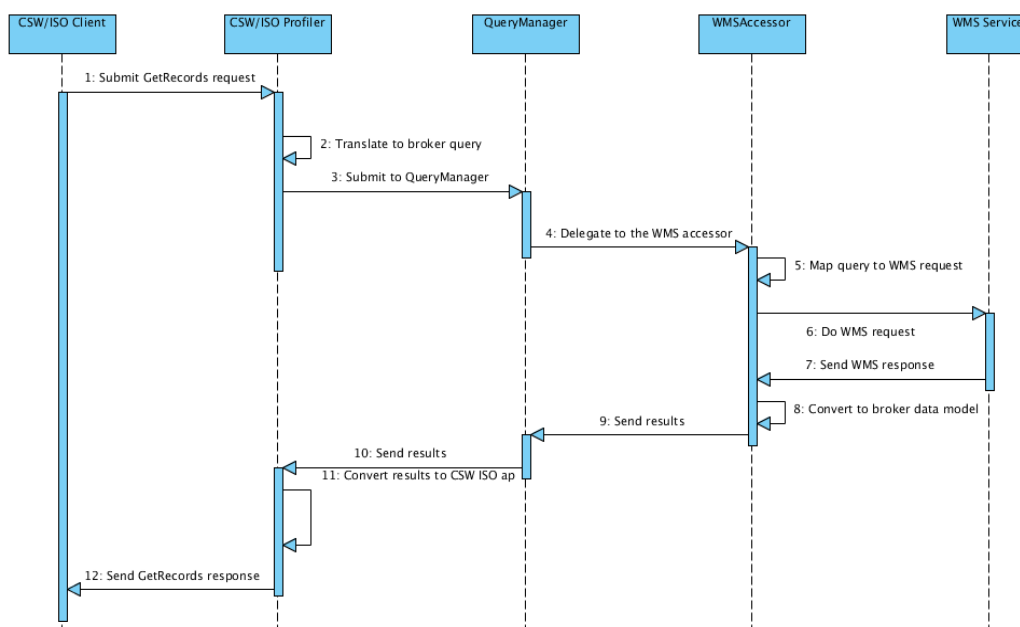 CSW/ISO Client
CSW/ISO Profiler
QueryManager
WMSAccessor
WMS Service
1: Submit GetRecords request
2: Translate to broker query
3: Submit to QueryManager
4: Delegate to the WMS accessor
5: Map query to WMS request
6: Do WMS request
7: Send WMS response
8: Convert to broker data model
9: Send results
10: Send results
11: Convert results to CSW ISO ap
12: Send GetRecords response